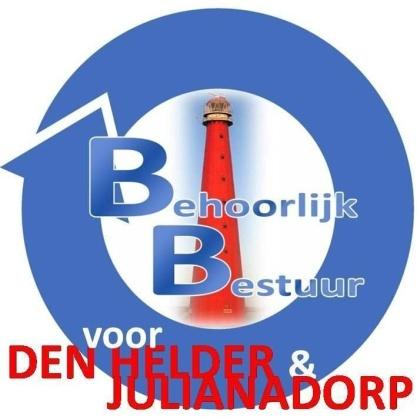 Behoorlijk
Bestuur
voor
DEN HELDER &
JULIANADORP